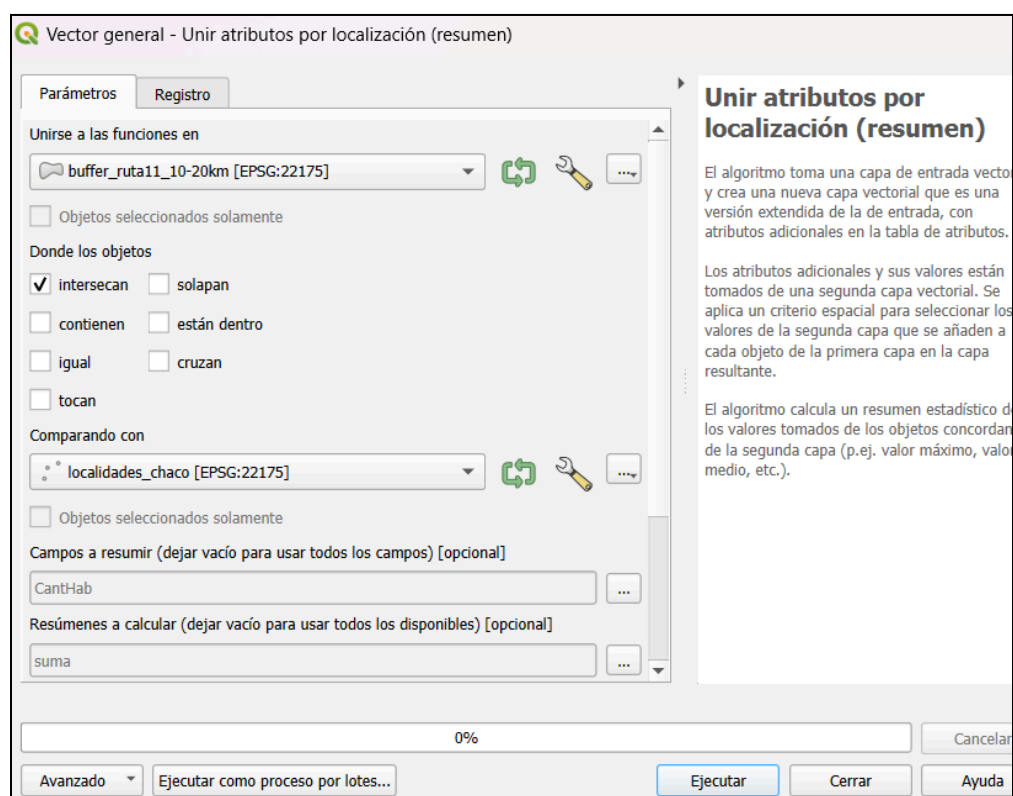 Vector general - Unir atributos por localización (resumen)
Parámetros
Registro
Unirse a las funciones en
buffer_ruta11_10-20km [EPSG:22175]
...
Objetos seleccionados solamente
Donde los objetos
intersecan
solapan
contienen
están dentro
igual
cruzan
tocan
Comparando con
localidades_chaco [EPSG:22175]
...
Objetos seleccionados solamente
Campos a resumir (dejar vacío para usar todos los campos) [opcional]
CantHab
...
Resúmenes a calcular (dejar vacío para usar todos los disponibles) [opcional]
suma
...
Unir atributos por
localización (resumen)
El algoritmo toma una capa de entrada vector
y crea una nueva capa vectorial que es una
versión extendida de la de entrada, con
atributos adicionales en la tabla de atributos.
Los atributos adicionales y sus valores están
tomados de una segunda capa vectorial. Se
aplica un criterio espacial para seleccionar los
valores de la segunda capa que se añaden a
cada objeto de la primera capa en la capa
resultante.
El algoritmo calcula un resumen estadístico d
los valores tomados de los objetos concordan
de la segunda capa (p.ej. valor máximo, valo
medio, etc.).
0%
Cancelar
Avanzado
Ejecutar como proceso por lotes...
Ejecutar
Cerrar
Ayuda